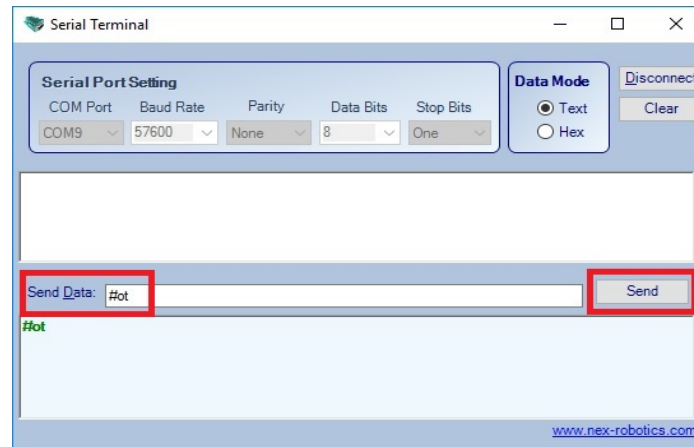 Serial Terminal
Serial Port Setting
COM Port Baud Rate Parity Data Bits Stop Bits
COM9 57600 None 8 One
Data Mode
Text
Hex
Disconnect
Clear
Send Data: #ot Send
#ot
www.nex-robotics.com